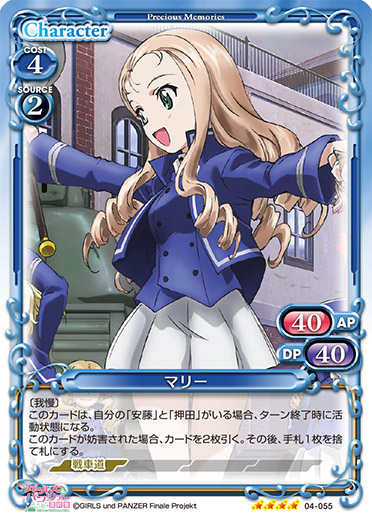 Precious Memories
Character
COST
4
SOURCE
2
40 AP
DP 40
マリー
［我慢］
このカードは、自分の「安藤」と「押田」がいる場合、ターン終了時に活
動状態になる。
このカードが妨害された場合、カードを2枚引く。その後、手札1枚を捨
て札にする。
戦車道
©GIRLS und PANZER Finale Projekt
★★★★ 04-055